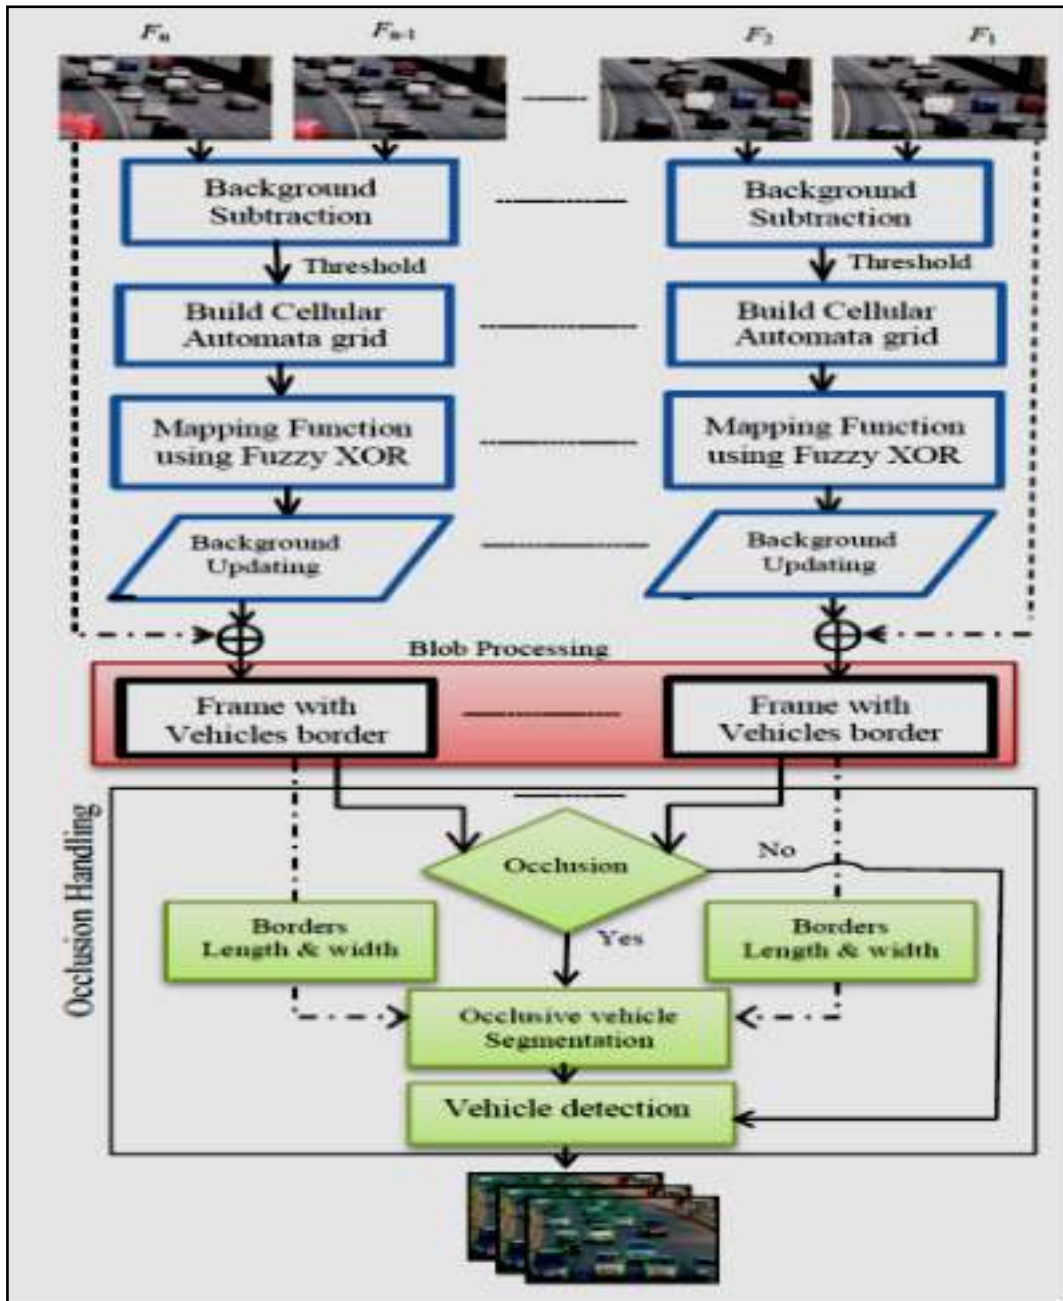 Fn Fn-1 F2 F1
Background
Subtraction
Background
Subtraction
Threshold
Threshold
Build Cellular
Automata grid
Build Cellular
Automata grid
Mapping Function
using Fuzzy XOR
Mapping Function
using Fuzzy XOR
Background
Updating
Background
Updating
Blob Processing
Frame with
Vehicles border
Frame with
Vehicles border
Occlusion Handling
Occlusion
No
Yes
Borders
Length & width
Borders
Length & width
Occlusive vehicle
Segmentation
Vehicle detection